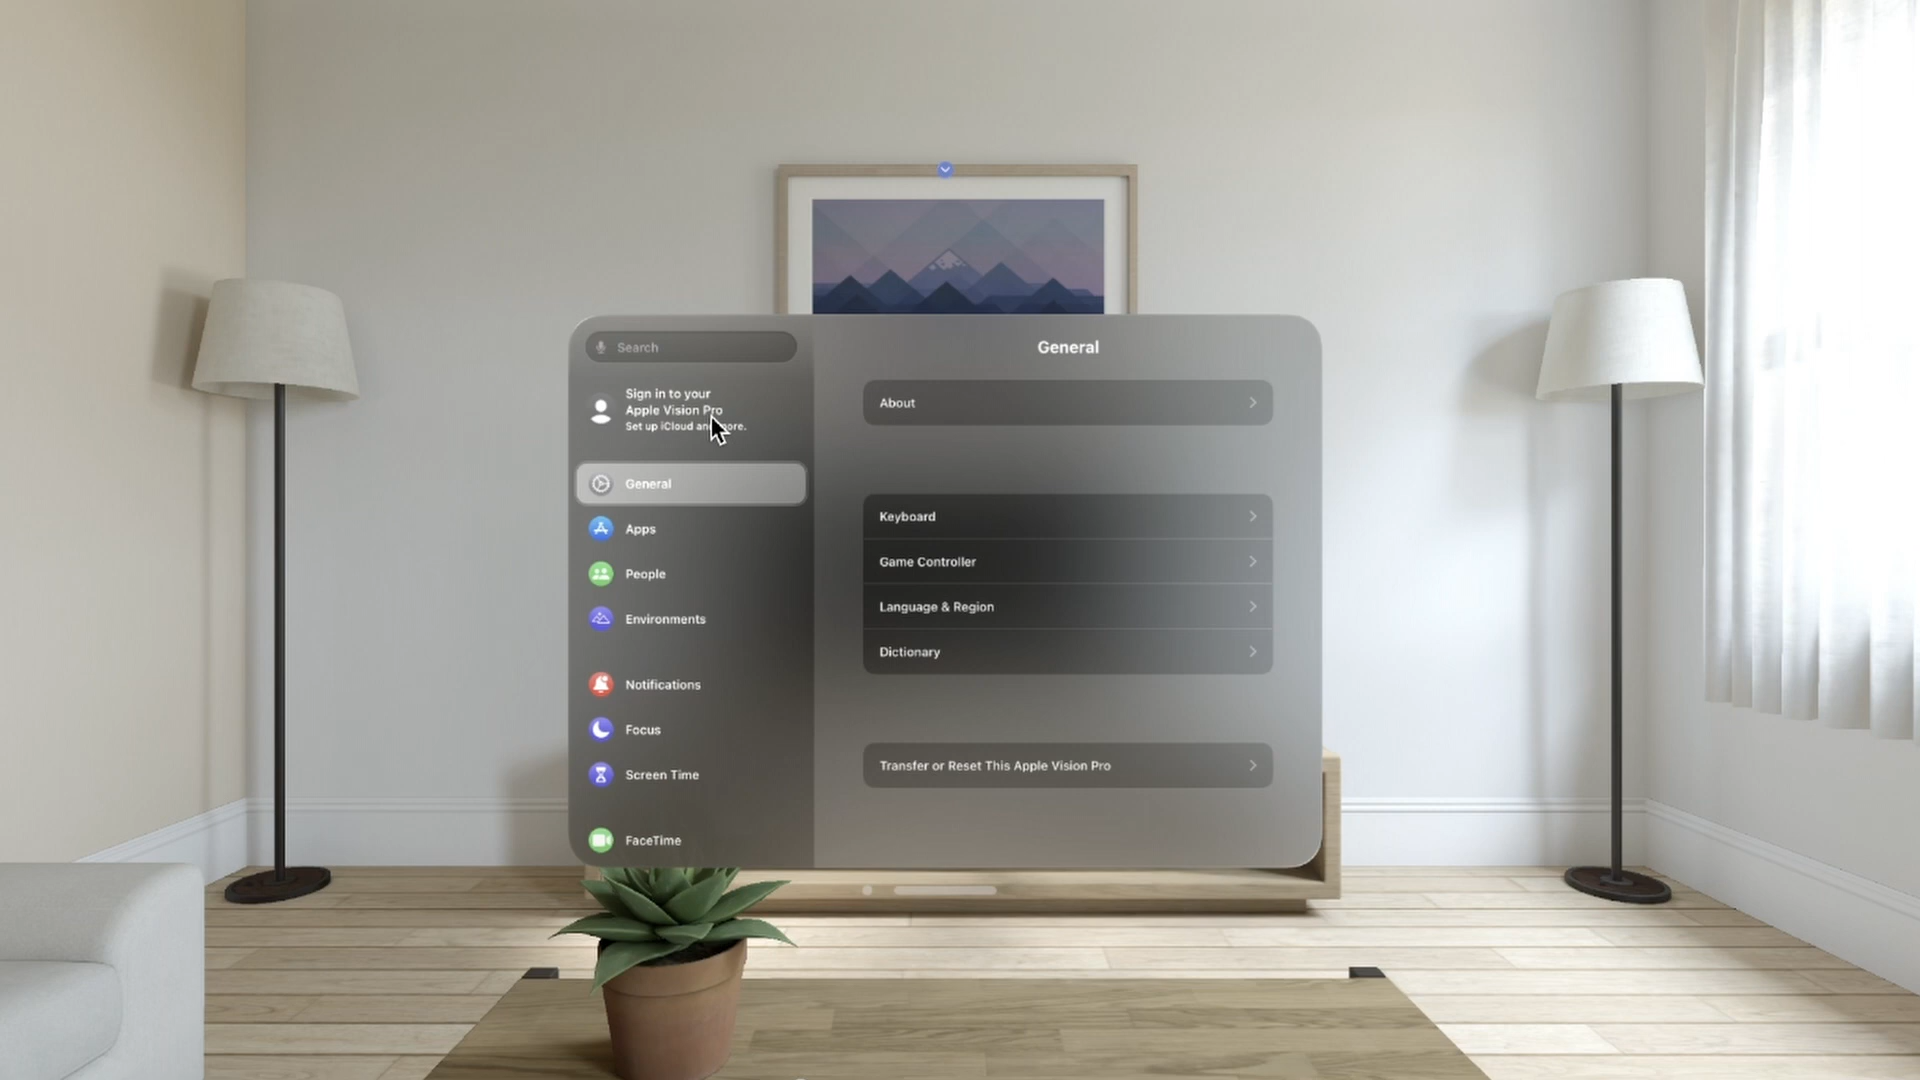 Search
Sign in to your
Apple Vision Pro
Set up iCloud and more.
General
Apps
People
Environments
Notifications
Focus
Screen Time
FaceTime
General
About
Keyboard
Game Controller
Language & Region
Dictionary
Transfer or Reset This Apple Vision Pro